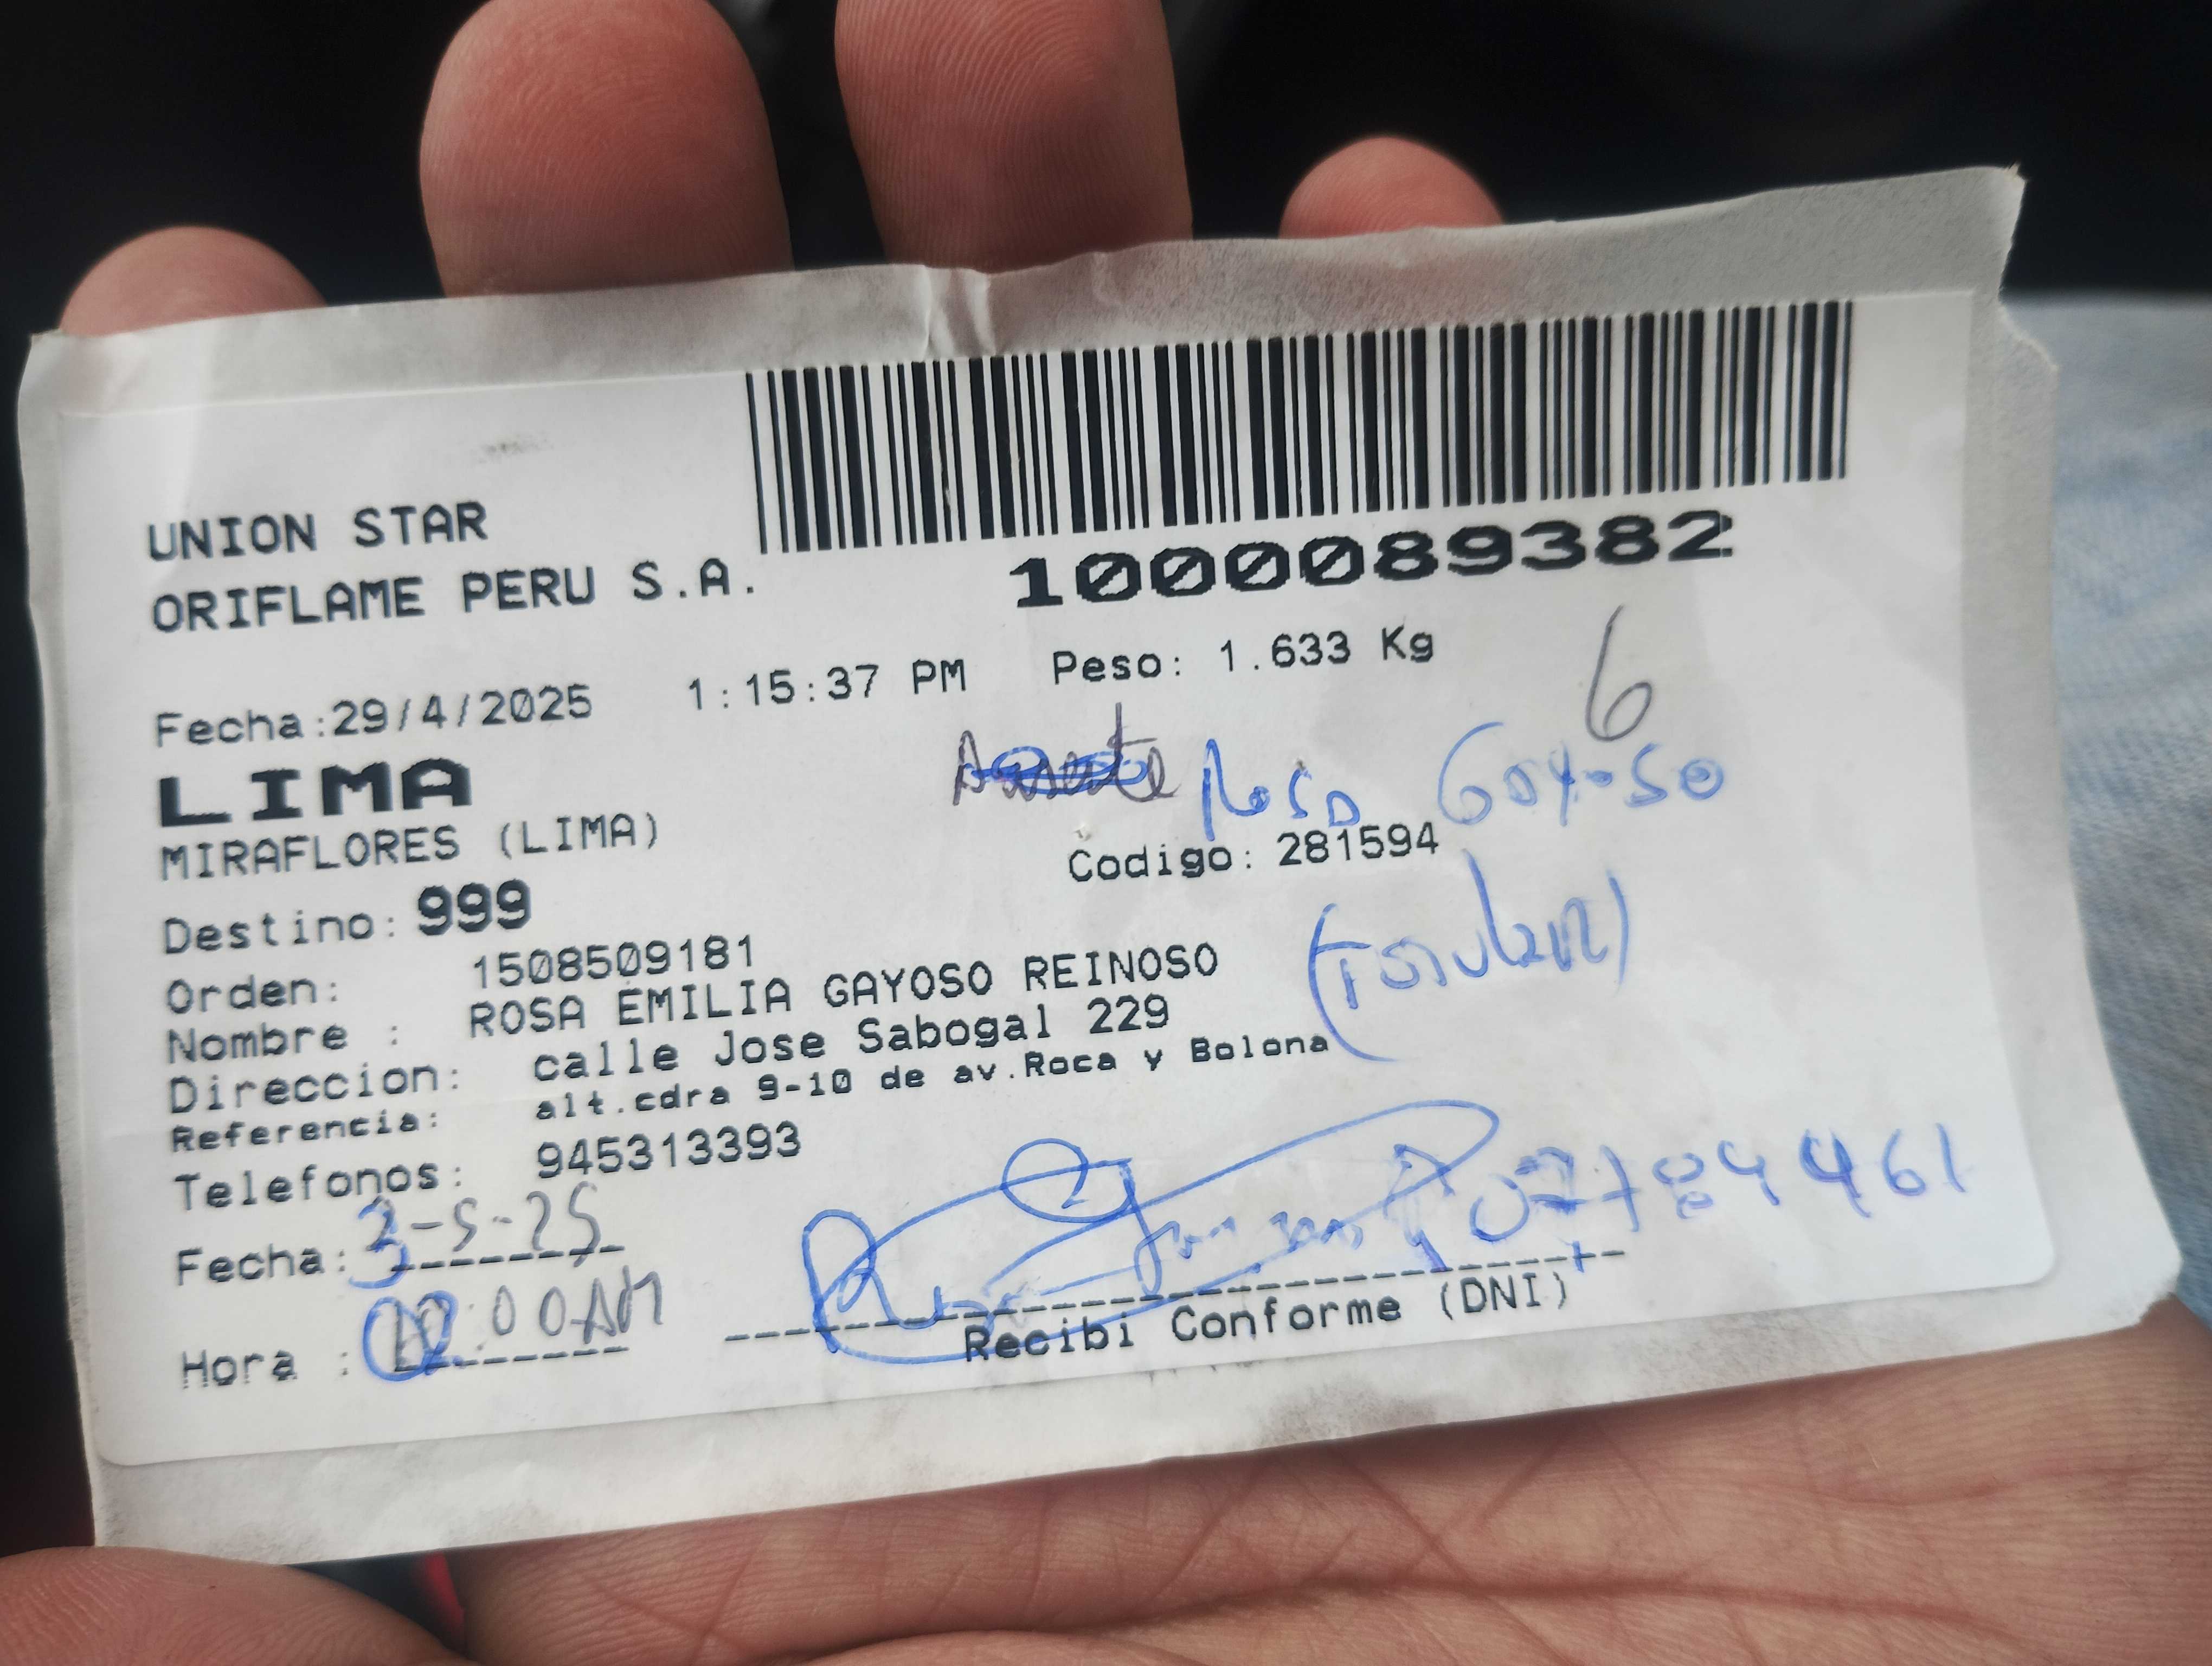 UNION STAR
ORIFLAME PERU S.A.
1000089382
Fecha:29/4/2025 1:15:37 PM Peso: 1.633 Kg
6
LIMA
Rosa Gayoso
MIRAFLORES (LIMA)
Codigo: 281594
Destino: 999
(Titular)
Orden: 1508509181
Nombre : ROSA EMILIA GAYOSO REINOSO
Direccion: calle Jose Sabogal 229
Referencia: alt.cdra 9-10 de av.Roca y Bolona
Telefonos: 945313393
Fecha: 3-5-25
Hora : :00AM
Recibi Conforme (DNI)